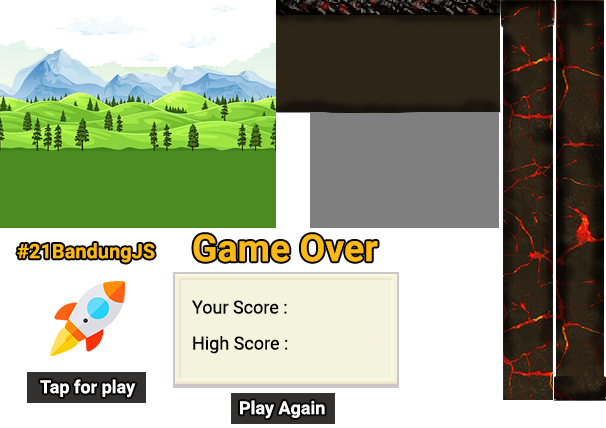 #21BandungJS
Game Over
Your Score :
High Score :
Tap for play
Play Again